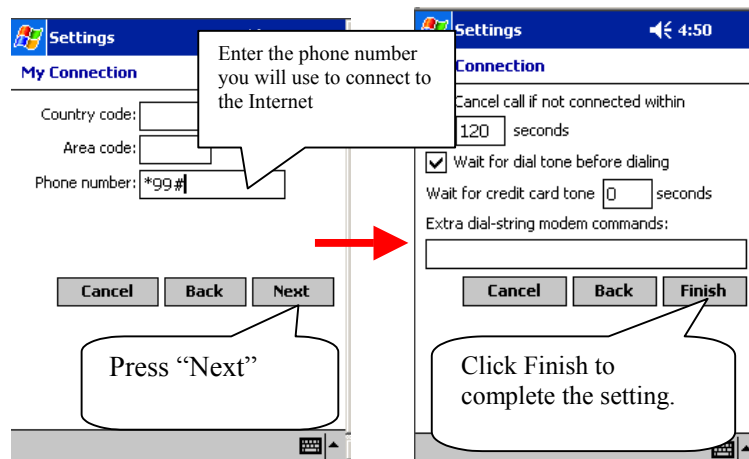 Settings
My Connection
Enter the phone number
you will use to connect to
the Internet
Country code:
Area code:
Phone number: *99#
Cancel Back Next
Press “Next”
Settings 4:50
Connection
Cancel call if not connected within
120 seconds
Wait for dial tone before dialing
Wait for credit card tone 0 seconds
Extra dial-string modem commands:
Cancel Back Finish
Click Finish to
complete the setting.